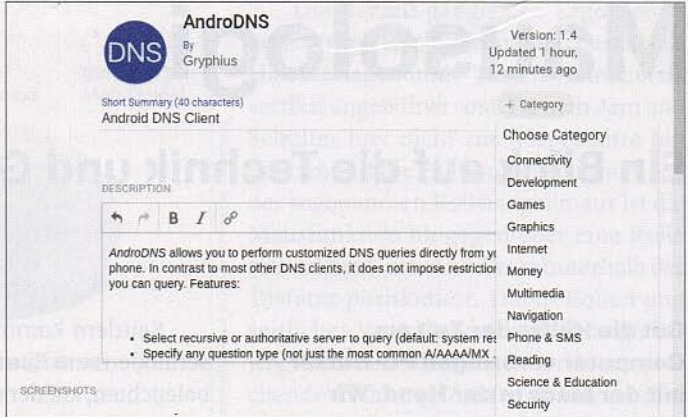 AndroDNS
DNS
By
Gryphius
Version: 1.4
Updated 1 hour,
12 minutes ago
Short Summary (40 characters)
Android DNS Client
+ Category
Choose Category
Connectivity
Development
Games
Graphics
Internet
Money
Multimedia
Navigation
Phone & SMS
Reading
Science & Education
Security
DESCRIPTION
B I
AndroDNS allows you to perform customized DNS queries directly from yo
phone. In contrast to most other DNS clients, it does not impose restriction
you can query. Features:
• Select recursive or authoritative server to query (default: system res
• Specify any question type (not just the most common A/AAAA/MX
SCREENSHOTS